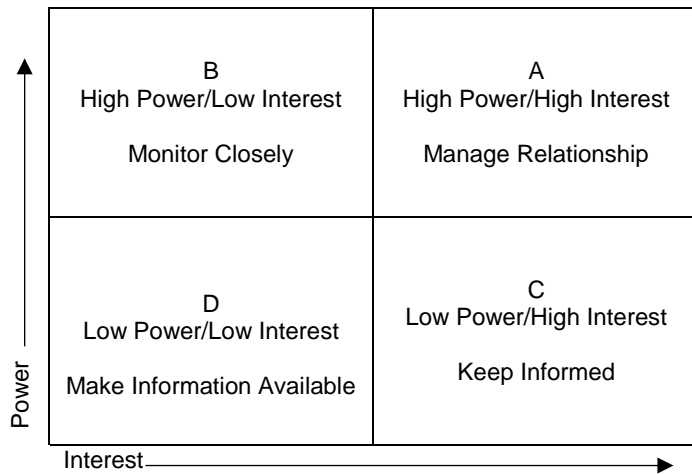 B
High Power/Low Interest
Monitor Closely
A
High Power/High Interest
Manage Relationship
D
Low Power/Low Interest
Make Information Available
C
Low Power/High Interest
Keep Informed
Power
Interest